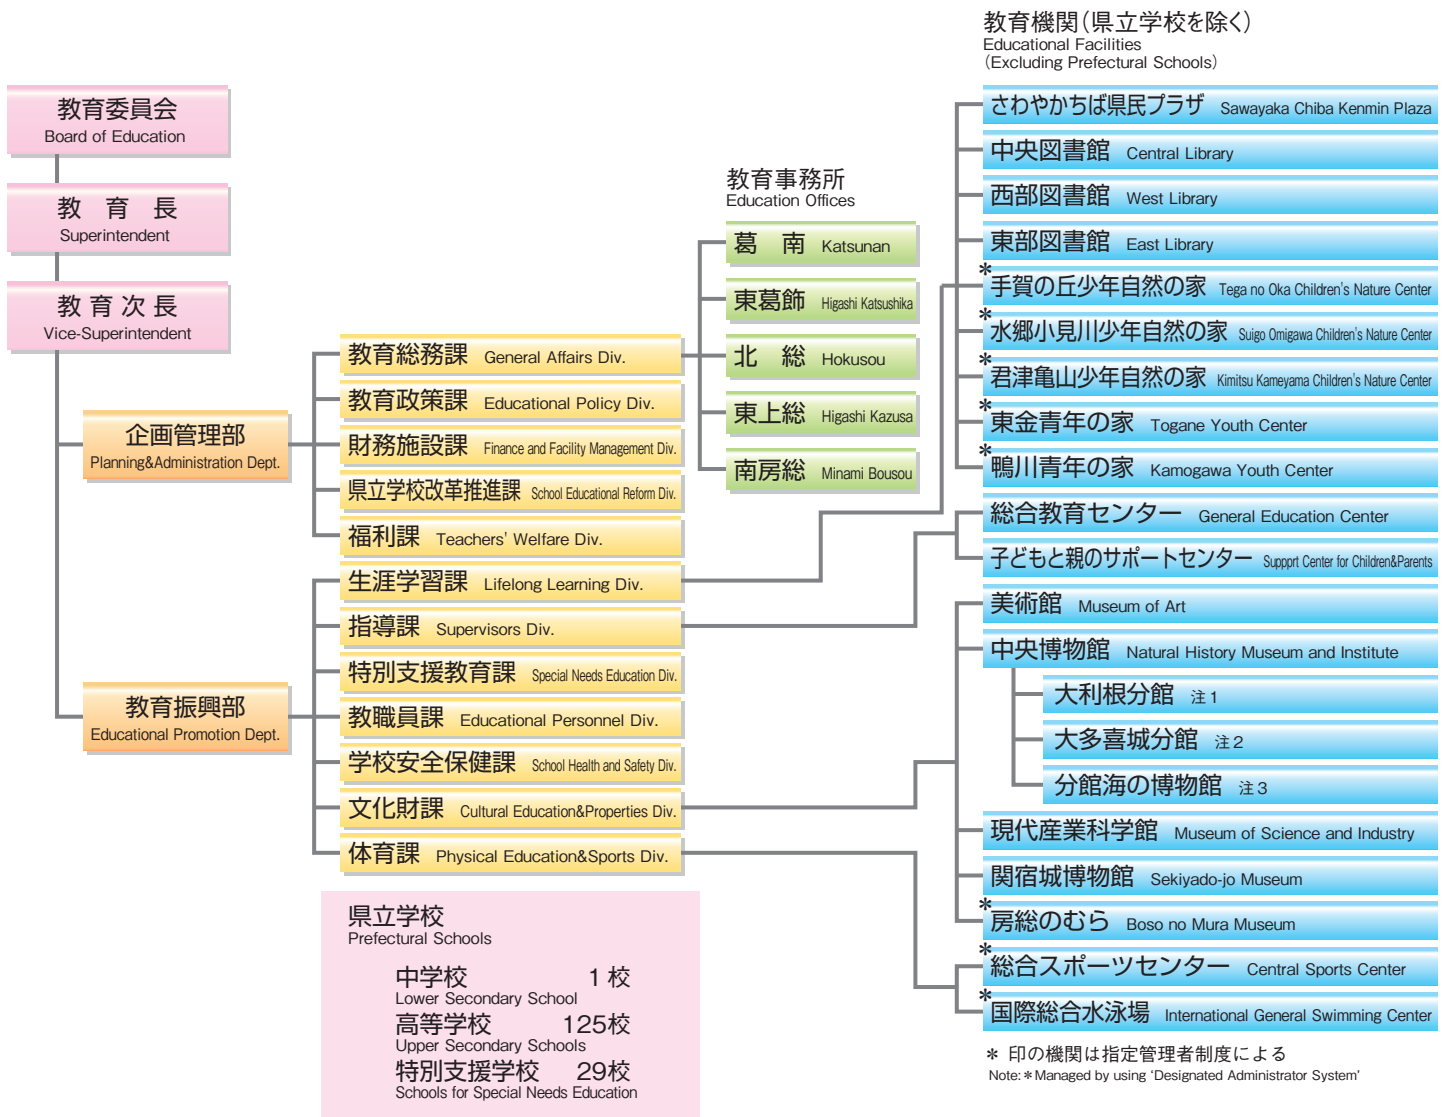 教育機関（県立学校を除く）
Educational Facilities
（Excluding Prefectural Schools）
教育委員会
Board of Education
教 育 長
Superintendent
教 育 次 長
Vice-Superintendent
企画管理部
Planning&Administration Dept.
教育振興部
Educational Promotion Dept.
教育総務課 General Affairs Div.
教育政策課 Educational Policy Div.
財務施設課 Finance and Facility Management Div.
県立学校改革推進課 School Educational Reform Div.
福利課 Teachers' Welfare Div.
生涯学習課 Lifelong Learning Div.
指導課 Supervisors Div.
特別支援教育課 Special Needs Education Div.
教職員課 Educational Personnel Div.
学校安全保健課 School Health and Safety Div.
文化財課 Cultural Education&Properties Div.
体育課 Physical Education&Sports Div.
教育事務所
Education Offices
葛 南 Katsunan
東葛飾 Higashi Katsushika
北 総 Hokusou
東上総 Higashi Kazusa
南房総 Minami Bousou
さわやかちば県民プラザ Sawayaka Chiba Kenmin Plaza
中央図書館 Central Library
西部図書館 West Library
東部図書館 East Library
＊手賀の丘少年自然の家 Tega no Oka Children's Nature Center
＊水郷小見川少年自然の家 Suigo Omigawa Children's Nature Center
＊君津亀山少年自然の家 Kimitsu Kameyama Children's Nature Center
＊東金青年の家 Togane Youth Center
＊鴨川青年の家 Kamogawa Youth Center
総合教育センター General Education Center
子どもと親のサポートセンター Suppprt Center for Children&Parents
美術館 Museum of Art
中央博物館 Natural History Museum and Institute
大利根分館 注１
大多喜城分館 注２
分館海の博物館 注３
現代産業科学館 Museum of Science and Industry
関宿城博物館 Sekiyado-jo Museum
＊房総のむら Boso no Mura Museum
＊総合スポーツセンター Central Sports Center
＊国際総合水泳場 International General Swimming Center
＊ 印の機関は指定管理者制度による
Note:＊Managed by using ‘Designated Administrator System’
県立学校
Prefectural Schools
中学校 1 校
Lower Secondary School
高等学校 125校
Upper Secondary Schools
特別支援学校 29校
Schools for Special Needs Education